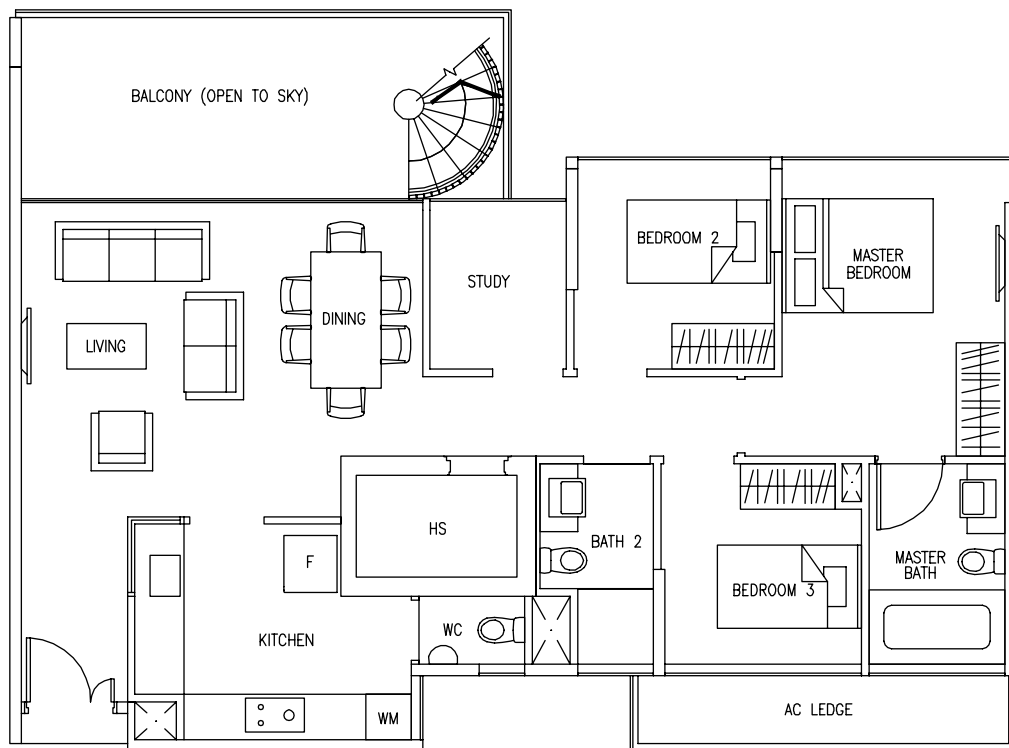 BALCONY (OPEN TO SKY)
BEDROOM 2
MASTER
BEDROOM
STUDY
DINING
LIVING
HS
BATH 2
F
MASTER
BATH
BEDROOM 3
KITCHEN
WC
WM
AC LEDGE